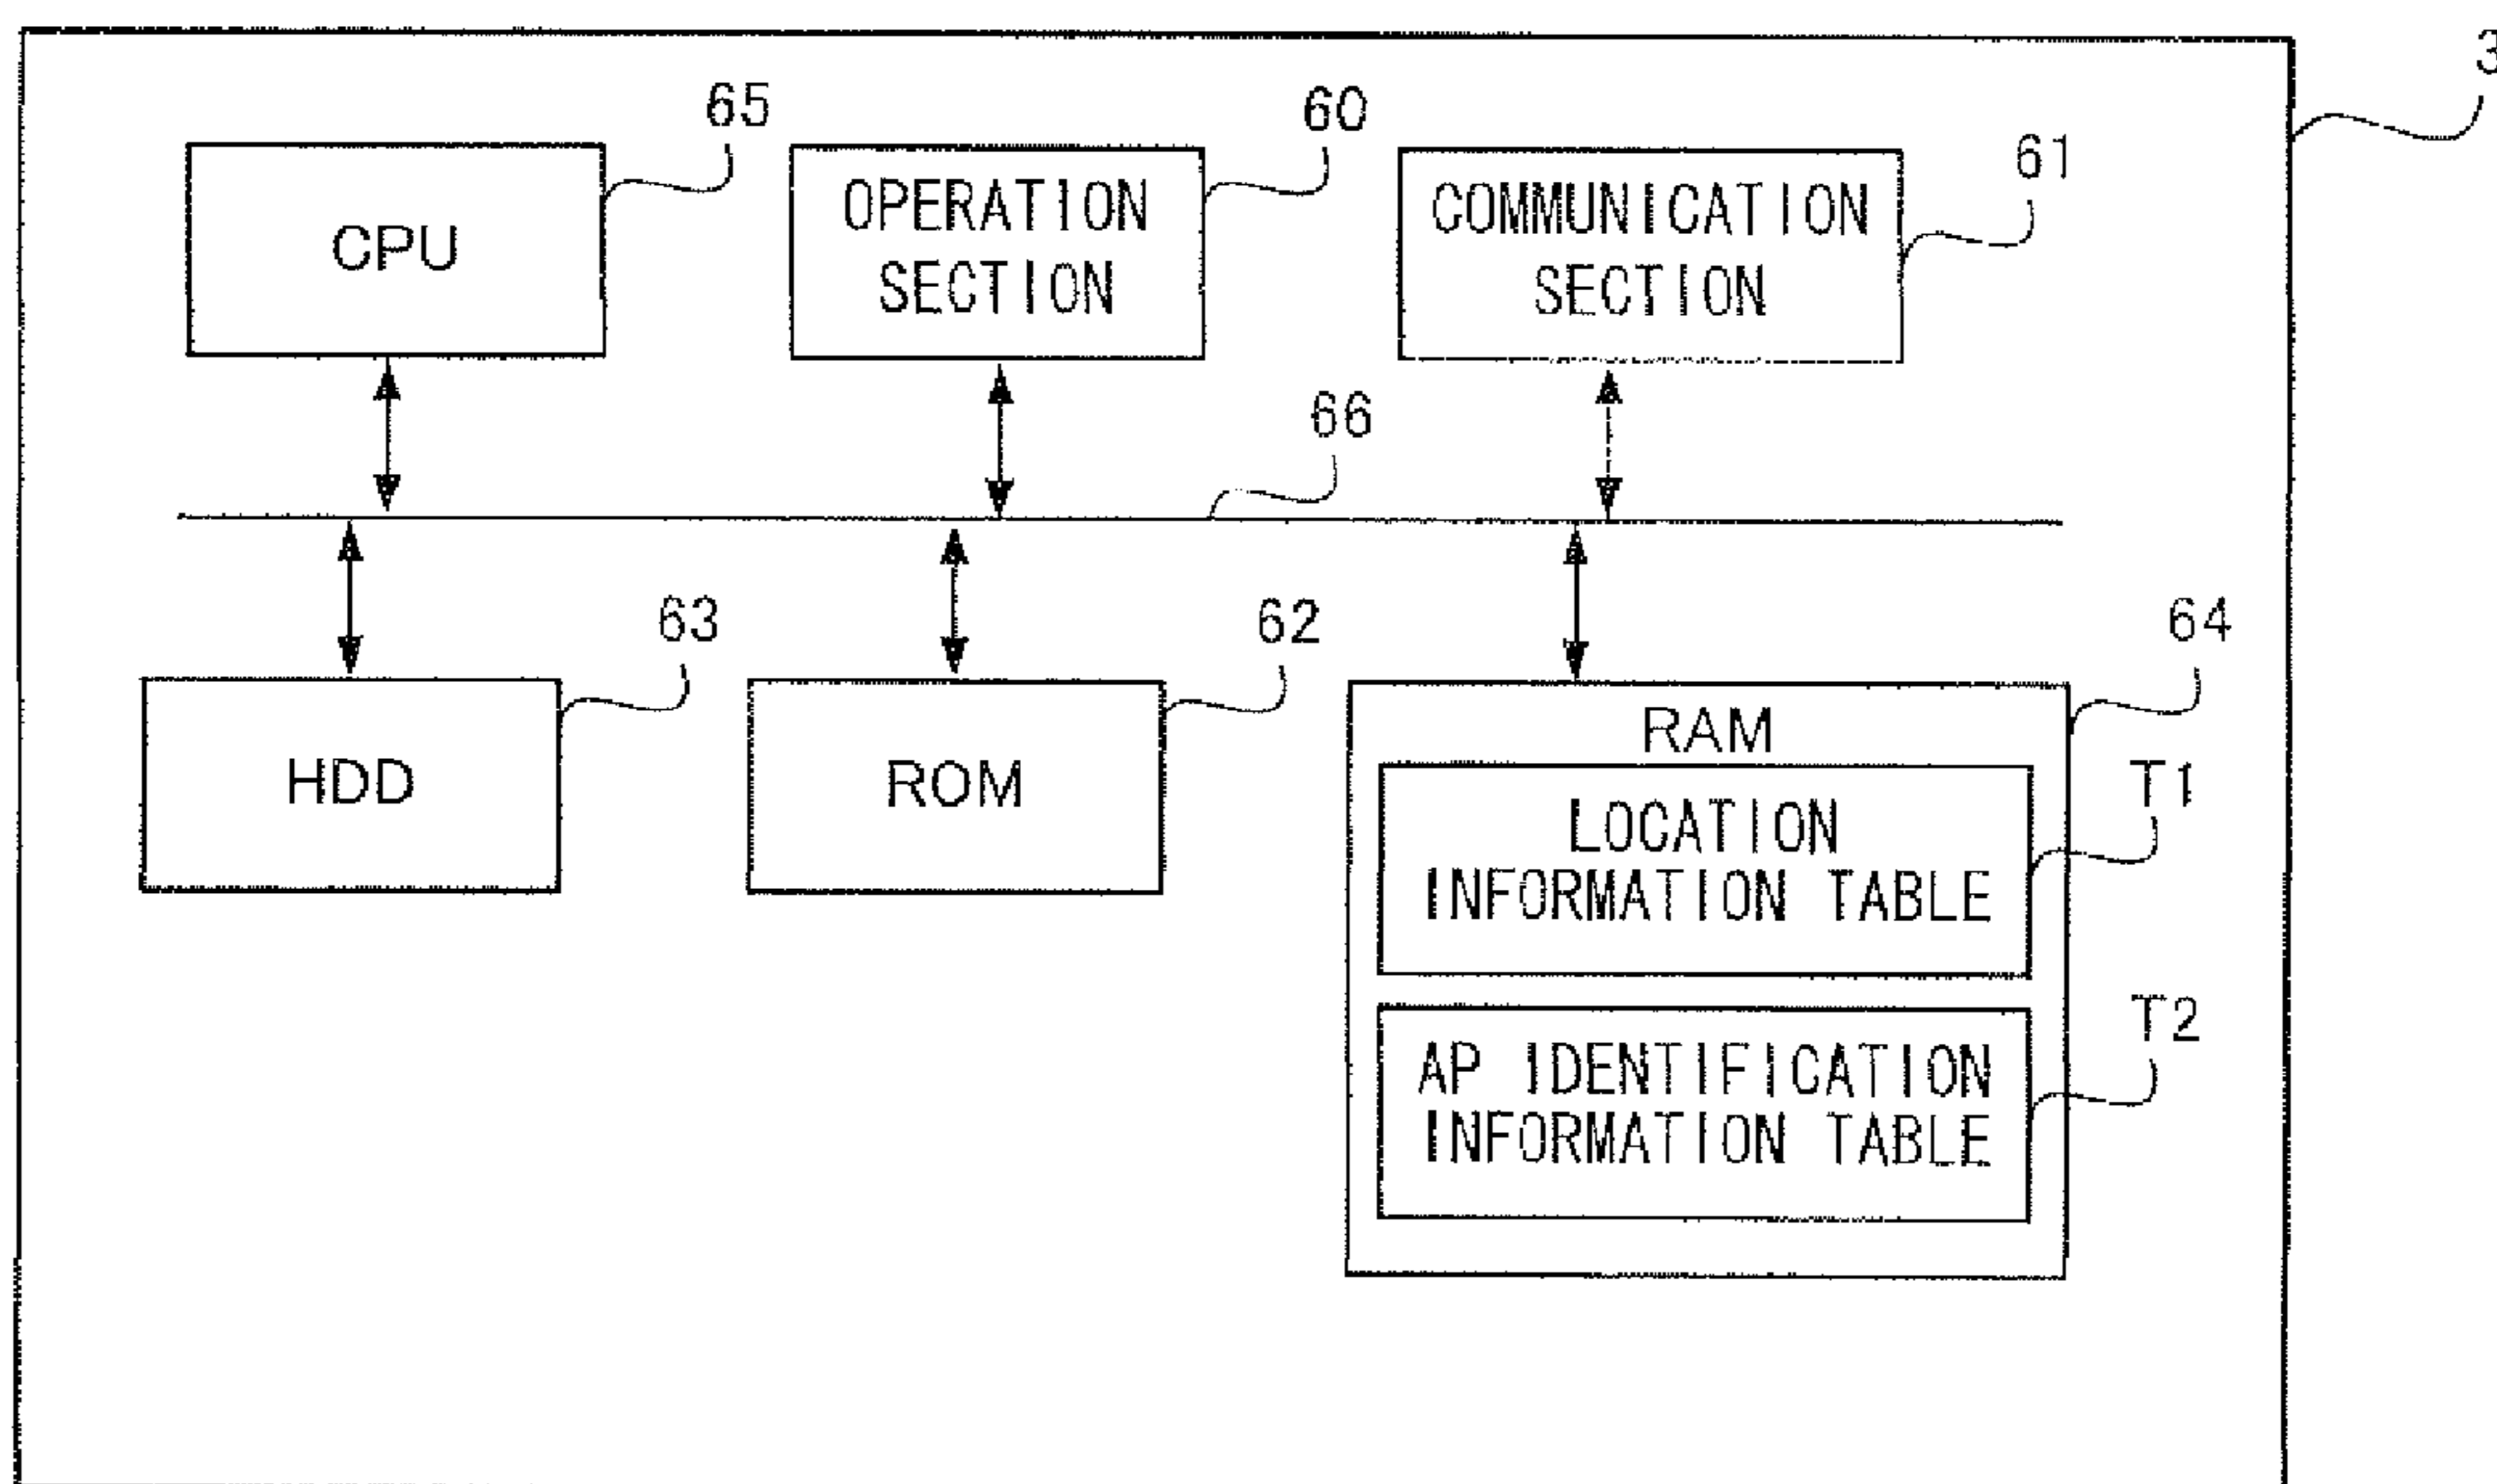 3
65
60
61
CPU
OPERATION
SECTION
COMMUNICATION
SECTION
66
63
62
64
HDD
ROM
RAM
T1
LOCATION
INFORMATION TABLE
T2
AP IDENTIFICATION
INFORMATION TABLE